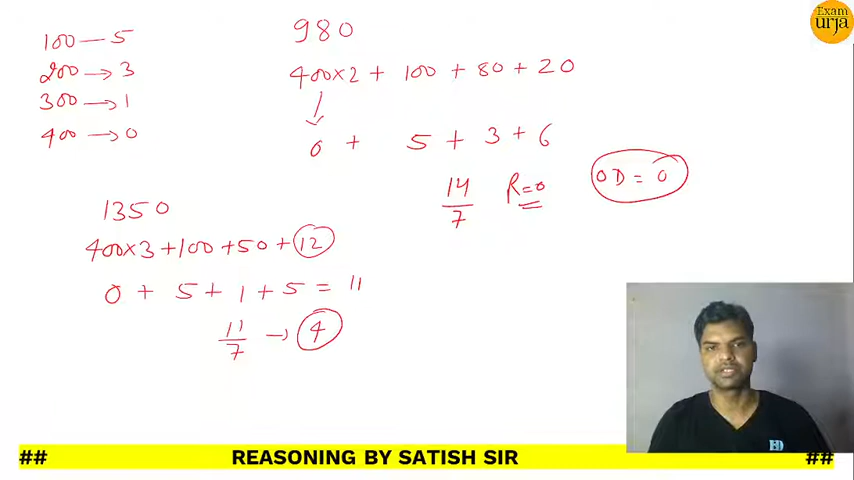 Exam
urja
100 — 5
200 → 3
300 → 1
400 → 0
980
400×2 + 100 + 80 + 20
0 + 5 + 3 + 6
14/7 R=0
OD = 0
1350
400×3 +100 +50 + 12
0 + 5 + 1 + 5 = 11
11/7 → 4
HD
## REASONING BY SATISH SIR ##